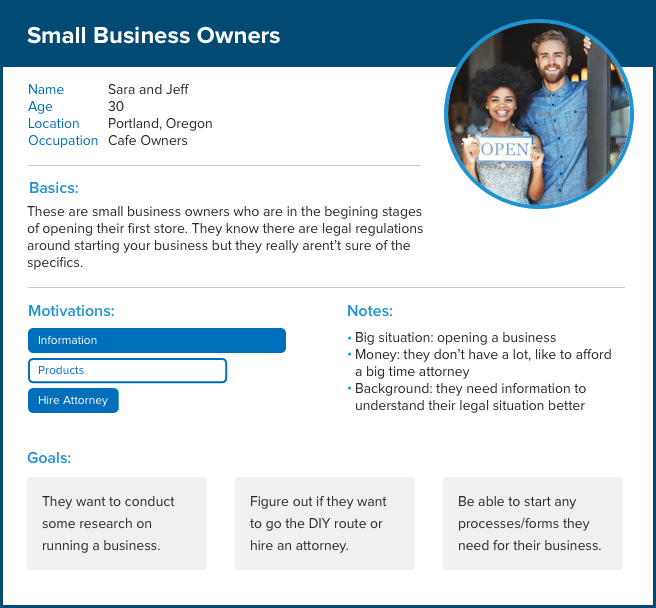 Small Business Owners
Name Sara and Jeff
Age 30
Location Portland, Oregon
Occupation Cafe Owners
OPEN
Basics:
These are small business owners who are in the begining stages
of opening their first store. They know there are legal regulations
around starting your business but they really arent't sure of the
specifics.
Motivations:
Information
Products
Hire Attorney
Notes:
• Big situation: opening a business
• Money: they don't have a lot, like to afford
a big time attorney
• Background: they need information to
understand their legal situation better
Goals:
They want to conduct
some research on
running a business.
Figure out if they want
to go the DIY route or
hire an attorney.
Be able to start any
processes/forms they
need for their business.